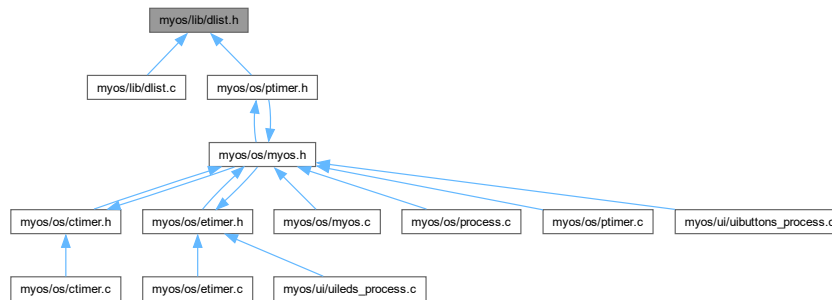 myos/lib/dlist.h
myos/lib/dlist.c
myos/os/ptimer.h
myos/os/myos.h
myos/os/ctimer.h
myos/os/etimer.h
myos/os/myos.c
myos/os/process.c
myos/os/ptimer.c
myos/ui/uibuttons_process.c
myos/os/ctimer.c
myos/os/etimer.c
myos/ui/uileds_process.c